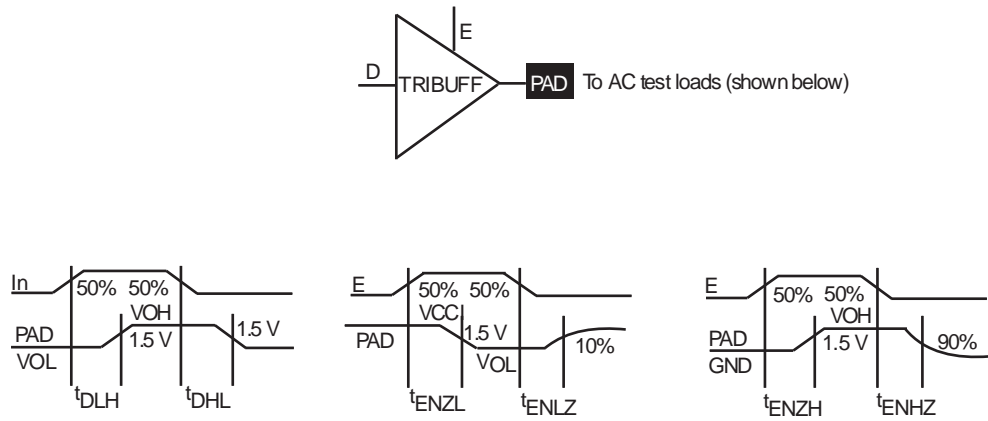 E
D
TRIBUFF
PAD
To AC test loads (shown below)
In
50% 50%
VOH
PAD
1.5 V
1.5 V
VOL
tDLH
tDHL
E
50% 50%
VCC
PAD
1.5 V
VOL
10%
tENZL
tENLZ
E
50% 50%
VOH
PAD
1.5 V
90%
GND
tENZH
tENHZ